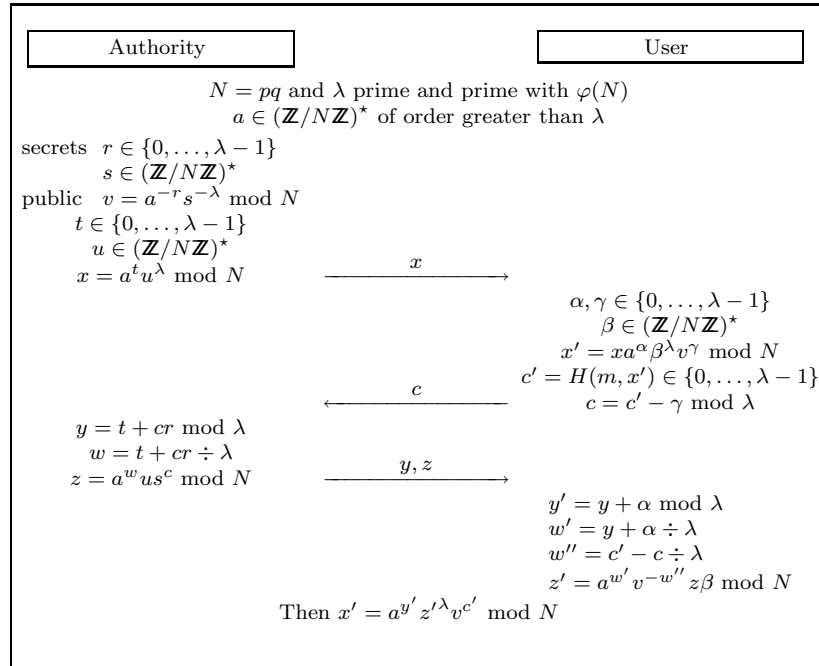 Authority User
N = pq and λ prime and prime with φ(N)
a ∈ (ℤ/Nℤ)⋆ of order greater than λ
secrets r ∈ {0, . . . , λ − 1}
s ∈ (ℤ/Nℤ)⋆
public v = a^{−r}s^{−λ} mod N
t ∈ {0, . . . , λ − 1}
u ∈ (ℤ/Nℤ)⋆
x = a^t u^λ mod N
x
α, γ ∈ {0, . . . , λ − 1}
β ∈ (ℤ/Nℤ)⋆
x′ = xa^α β^λ v^γ mod N
c′ = H(m, x′) ∈ {0, . . . , λ − 1}
c
c = c′ − γ mod λ
y = t + cr mod λ
w = t + cr ÷ λ
z = a^w us^c mod N
y, z
y′ = y + α mod λ
w′ = y + α ÷ λ
w′′ = c′ − c ÷ λ
z′ = a^{w′} v^{−w′′} zβ mod N
Then x′ = a^{y′} z′^λ v^{c′} mod N